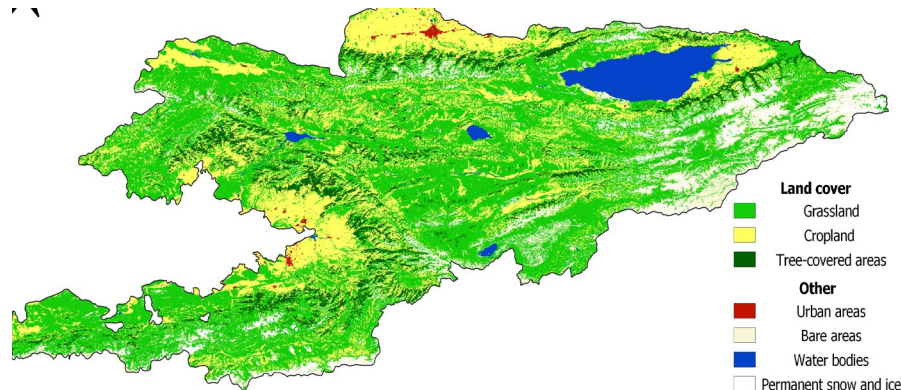 Land cover
Grassland
Cropland
Tree-covered areas
Other
Urban areas
Bare areas
Water bodies
Permanent snow and ice